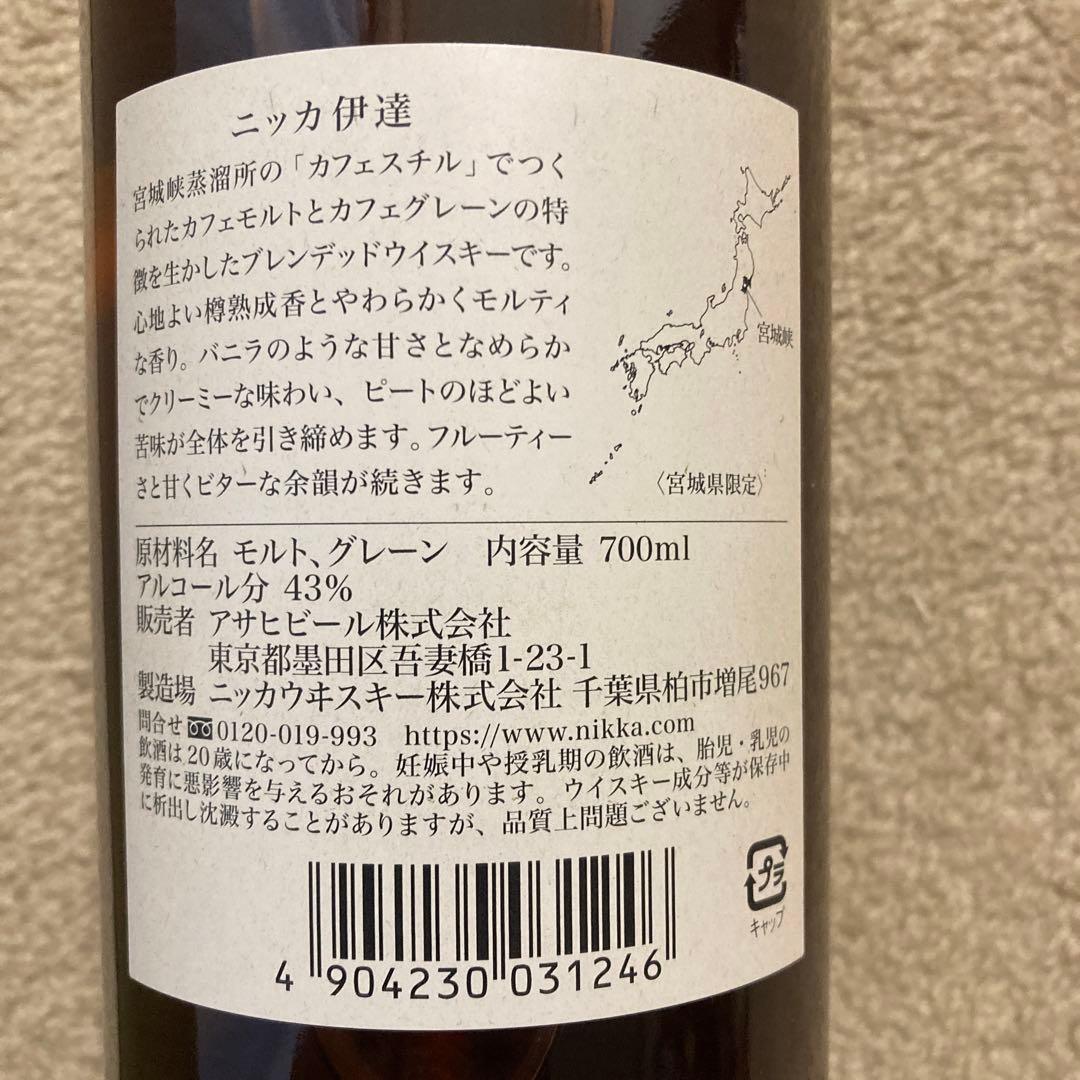 ニッカ 伊達
宮城峡蒸溜所の「カフェスチル」でつく
られたカフェモルトとカフェグレーンの特
徴を生かしたブレンデッドウイスキーです。
心地よい樽熟成香とやわらかくモルティ
な香り。バニラのような甘さとなめらか
でクリーミーな味わい、ピートのほどよい
苦味が全体を引き締めます。フルーティー
さと甘くビターな余韻が続きます。
宮城峡
〈宮城県限定〉
原材料名 モルト、グレーン 内容量 700ml
アルコール分 43%
販売者 アサヒビール株式会社
東京都墨田区吾妻橋1-23-1
製造場 ニッカウヰスキー株式会社 千葉県柏市増尾967
問合せ 0120-019-993 https://www.nikka.com
飲酒は20歳になってから。妊娠中や授乳期の飲酒は、胎児・乳児の
発育に悪影響を与えるおそれがあります。ウイスキー成分等が保存中
に析出し沈澱することがありますが、品質上問題ございません。
プラ
キャップ
4 904230 031246